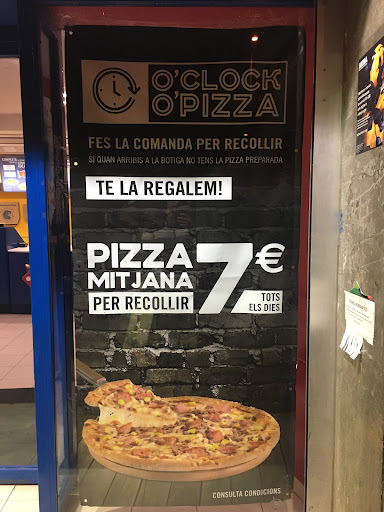 O'CLOCK
O'PIZZA
FES LA COMANDA PER RECOLLIR
SI QUAN ARRIBIS A LA BOTIGA NO TENS LA PIZZA PREPARADA
TE LA REGALEM!
PIZZA
MITJANA
PER RECOLLIR
7€
TOTS
ELS DIES
CONSULTA CONDICIONS